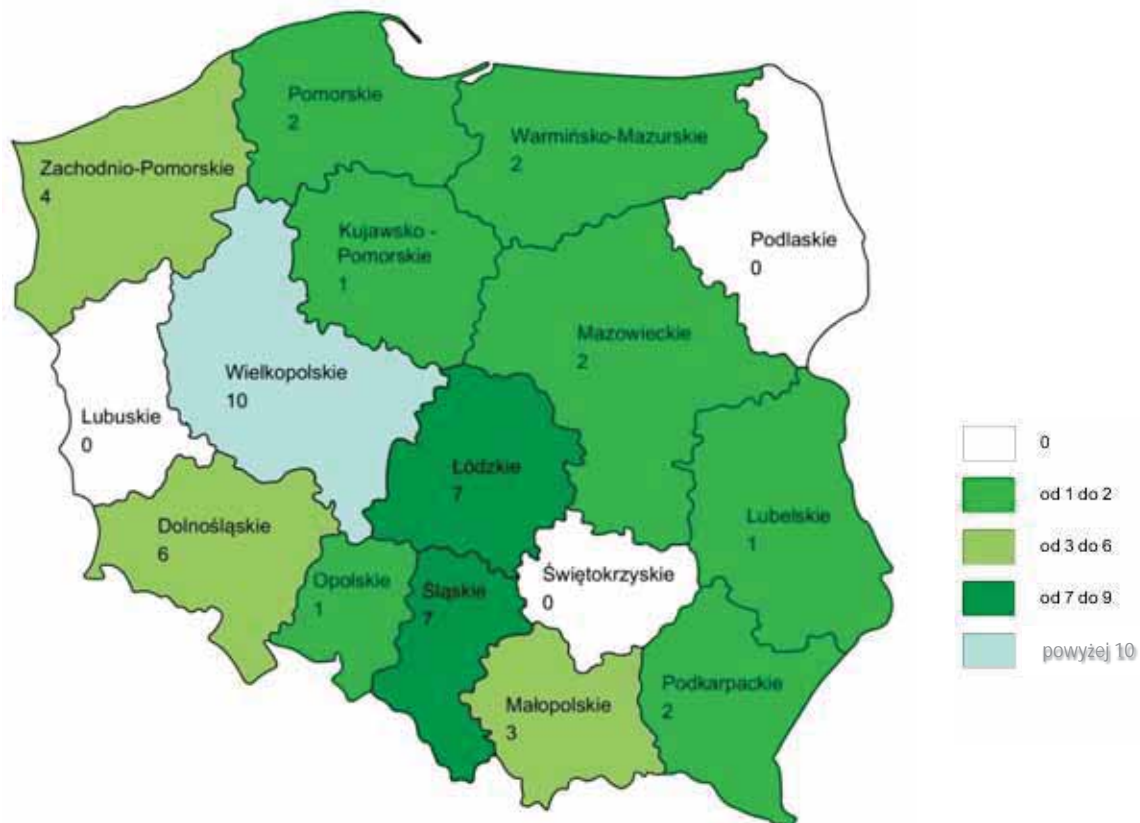 Pomorskie
2
Warmińsko-Mazurskie
2
Zachodnio-Pomorskie
4
Kujawsko -
Pomorskie
1
Podlaskie
0
Mazowieckie
2
Wielkopolskie
10
Lubuskie
0
Łódzkie
7
Lubelskie
1
Dolnośląskie
6
Opolskie
1
Śląskie
7
Świętokrzyskie
0
Małopolskie
3
Podkarpackie
2
0
od 1 do 2
od 3 do 6
od 7 do 9
powyżej 10